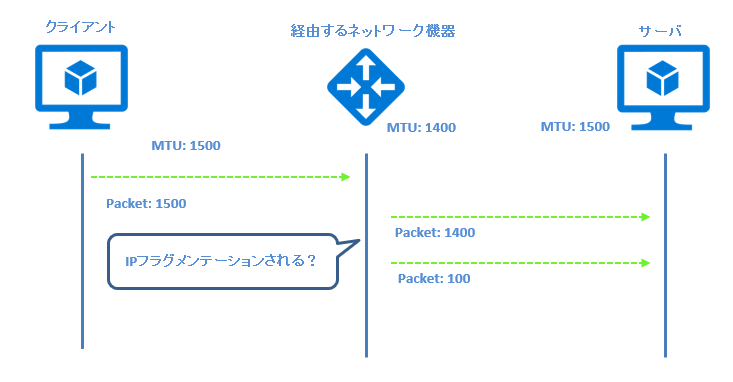 クライアント
経由するネットワーク機器
サーバ
MTU: 1400
MTU: 1500
MTU: 1500
Packet: 1500
Packet: 1400
IPフラグメンテーションされる？
Packet: 100